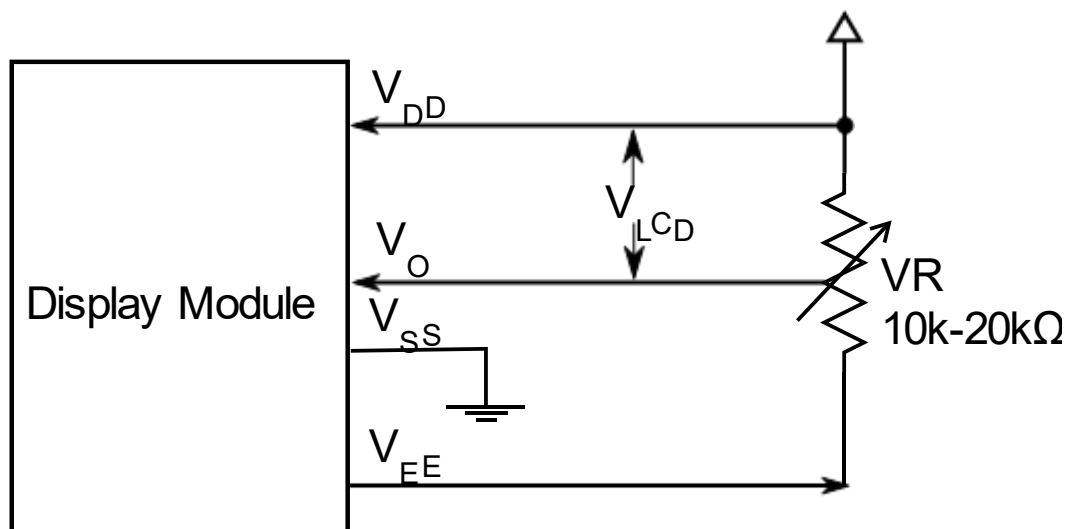 VDD
VLCD
VO
Display Module
VR
10k-20kΩ
VSS
VEE